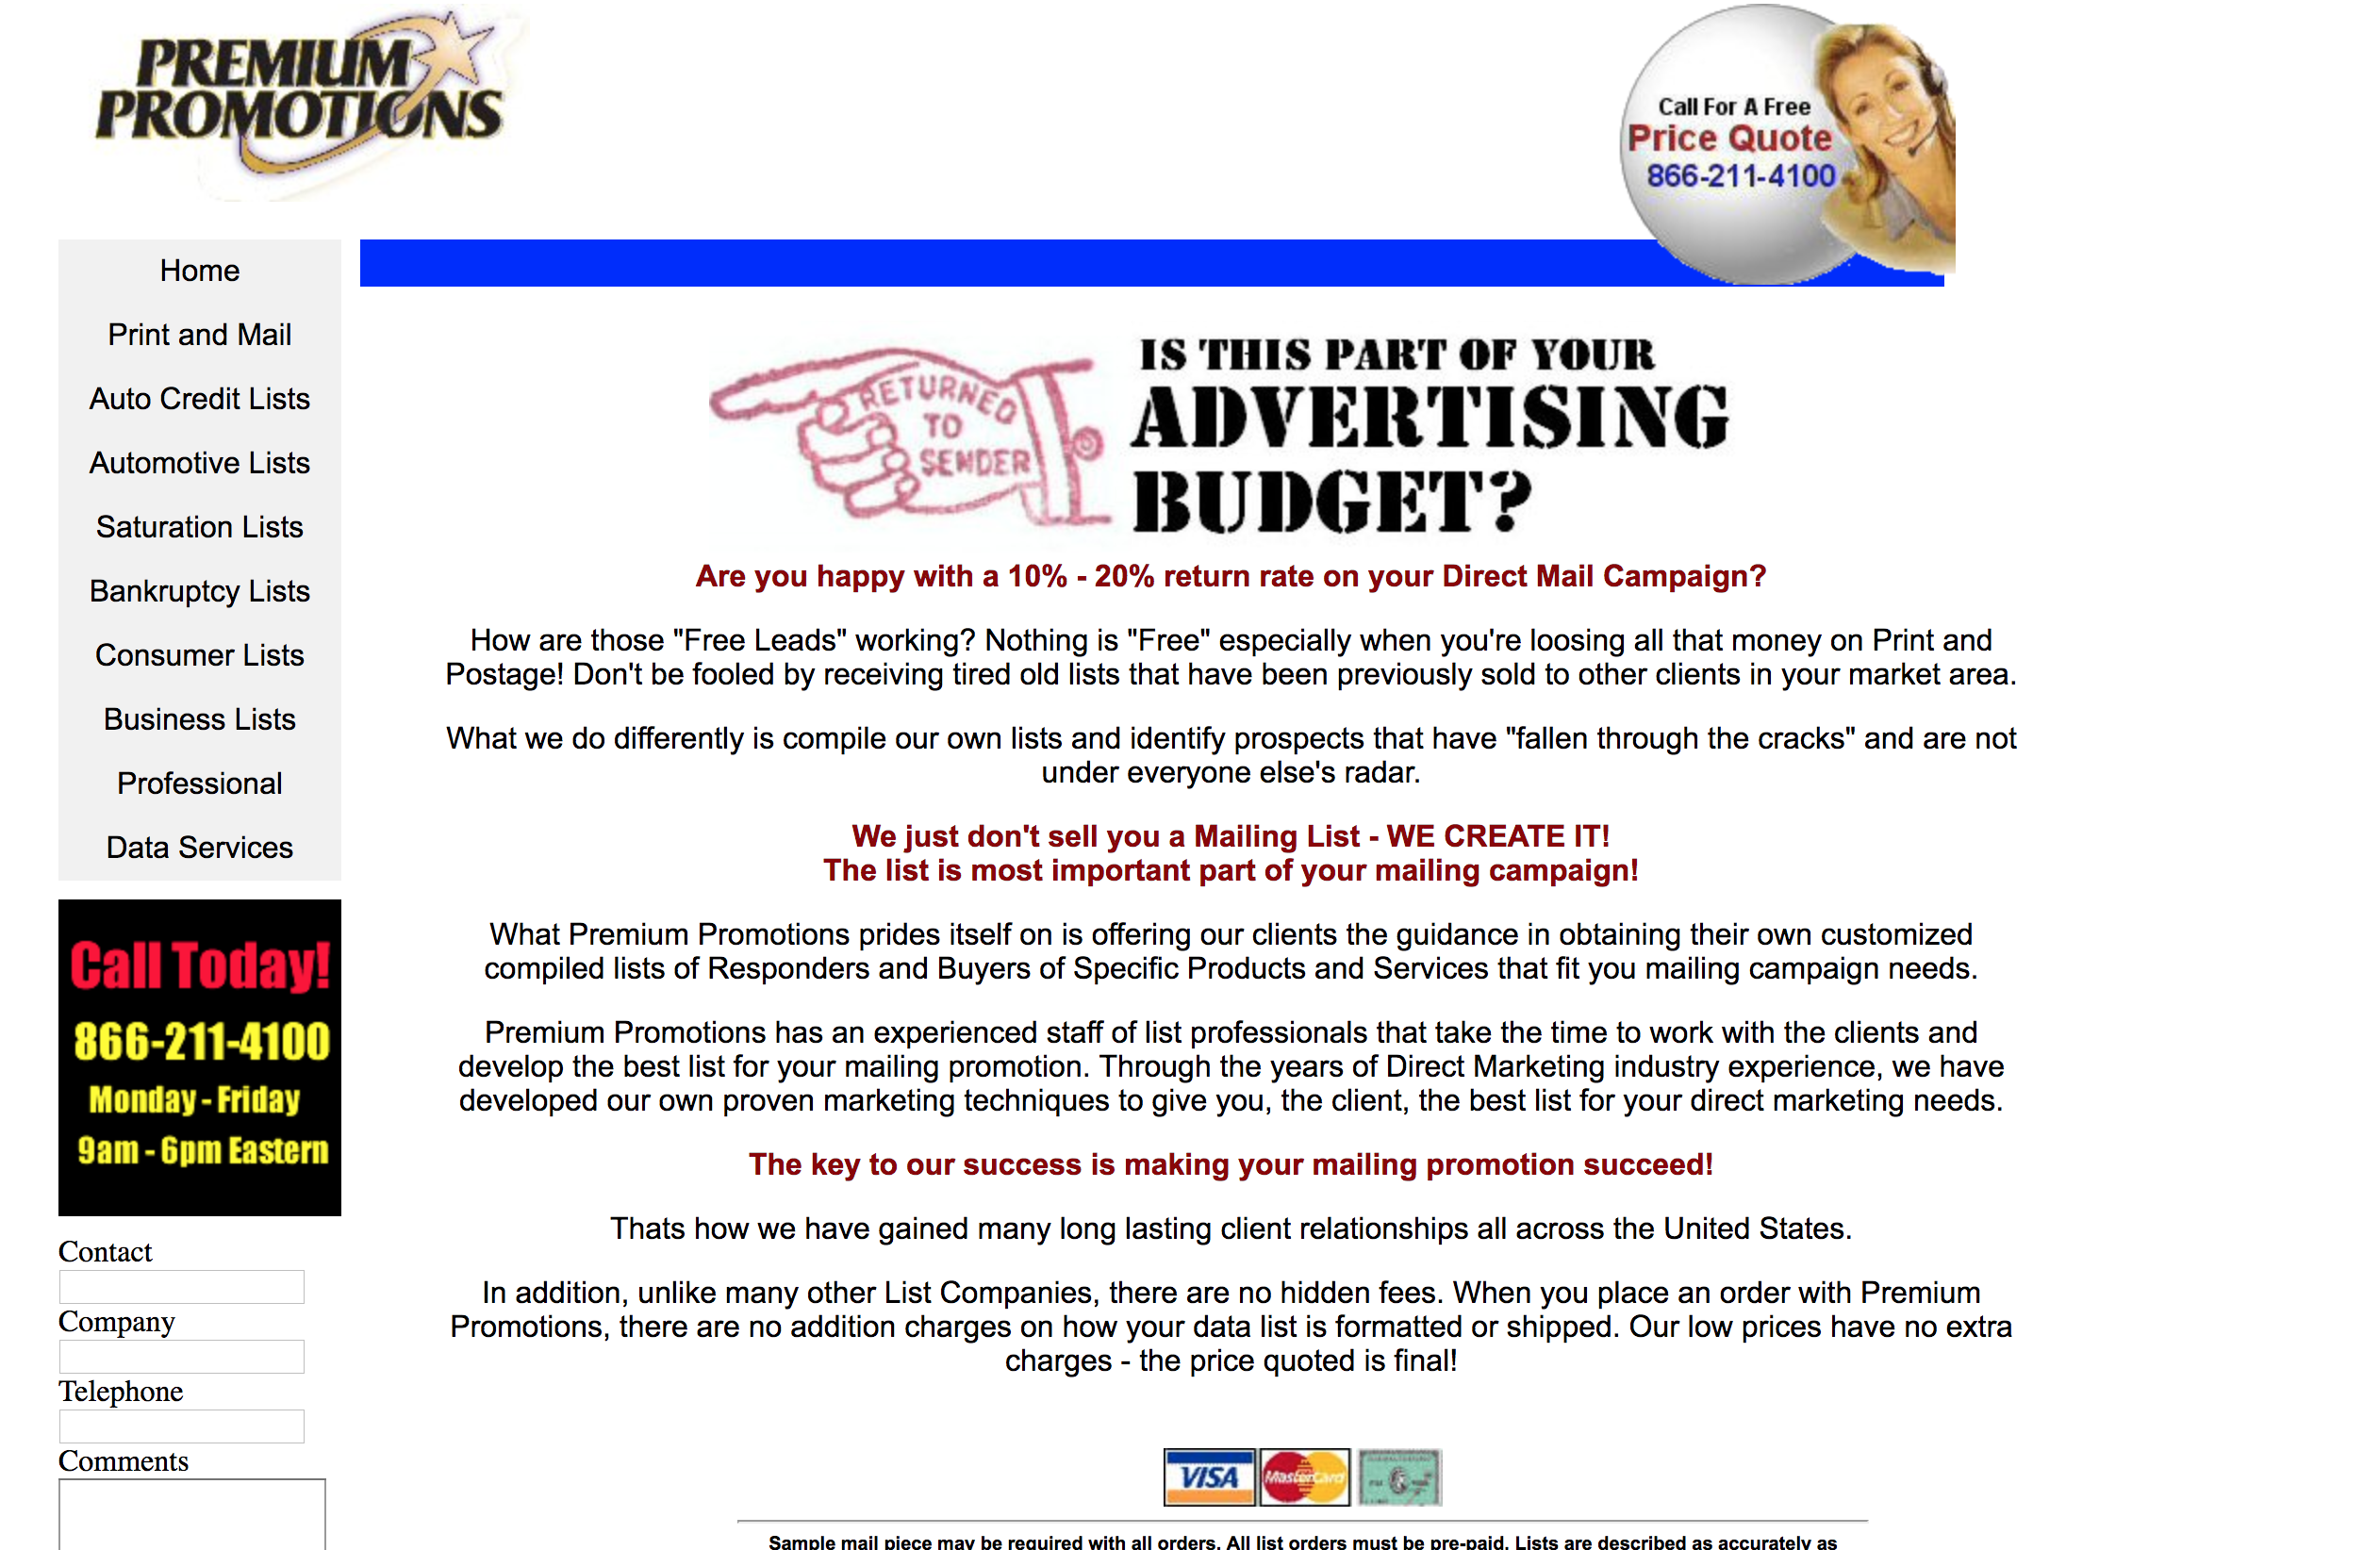 PREMIUM
PROMOTIONS
Call For A Free
Price Quote
866-211-4100
Home
Print and Mail
Auto Credit Lists
Automotive Lists
Saturation Lists
Bankruptcy Lists
Consumer Lists
Business Lists
Professional
Data Services
Call Today!
866-211-4100
Monday - Friday
9am - 6pm Eastern
Contact
Company
Telephone
Comments
RETURNED
TO
SENDER
IS THIS PART OF YOUR
ADVERTISING
BUDGET?
Are you happy with a 10% - 20% return rate on your Direct Mail Campaign?
How are those "Free Leads" working? Nothing is "Free" especially when you're loosing all that money on Print and
Postage! Don't be fooled by receiving tired old lists that have been previously sold to other clients in your market area.
What we do differently is compile our own lists and identify prospects that have "fallen through the cracks" and are not
under everyone else's radar.
We just don't sell you a Mailing List - WE CREATE IT!
The list is most important part of your mailing campaign!
What Premium Promotions prides itself on is offering our clients the guidance in obtaining their own customized
compiled lists of Responders and Buyers of Specific Products and Services that fit you mailing campaign needs.
Premium Promotions has an experienced staff of list professionals that take the time to work with the clients and
develop the best list for your mailing promotion. Through the years of Direct Marketing industry experience, we have
developed our own proven marketing techniques to give you, the client, the best list for your direct marketing needs.
The key to our success is making your mailing promotion succeed!
Thats how we have gained many long lasting client relationships all across the United States.
In addition, unlike many other List Companies, there are no hidden fees. When you place an order with Premium
Promotions, there are no addition charges on how your data list is formatted or shipped. Our low prices have no extra
charges - the price quoted is final!
VISA
MasterCard
Sample mail piece may be required with all orders. All list orders must be pre-paid. Lists are described as accurately as